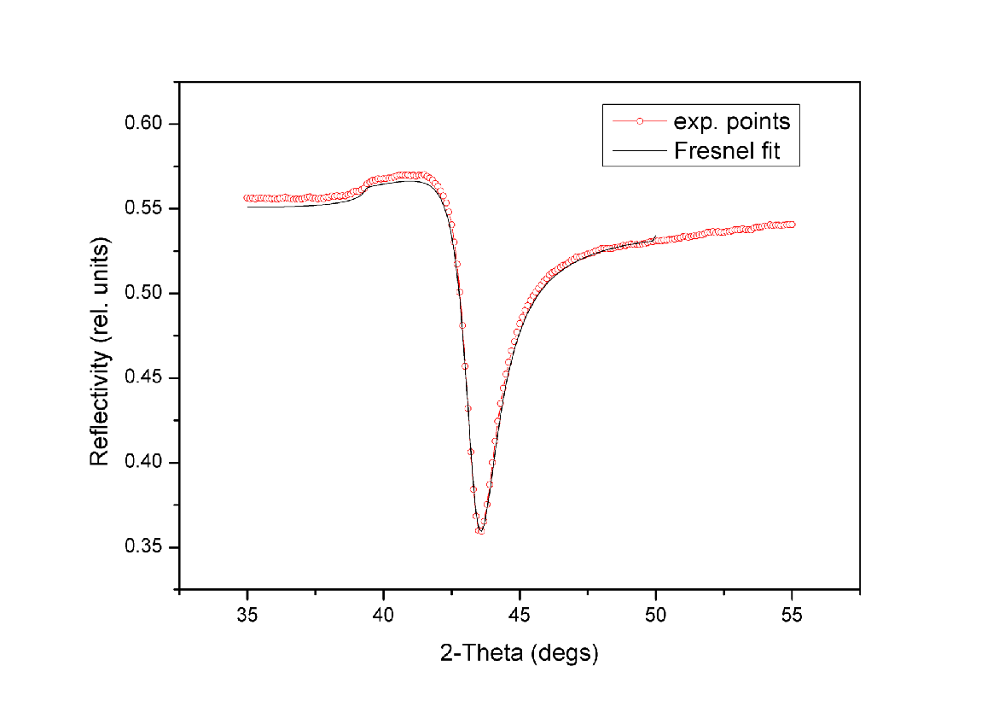 exp. points
Fresnel fit
0.60
0.55
0.50
0.45
0.40
0.35
Reflectivity (rel. units)
35 40 45 50 55
2-Theta (degs)